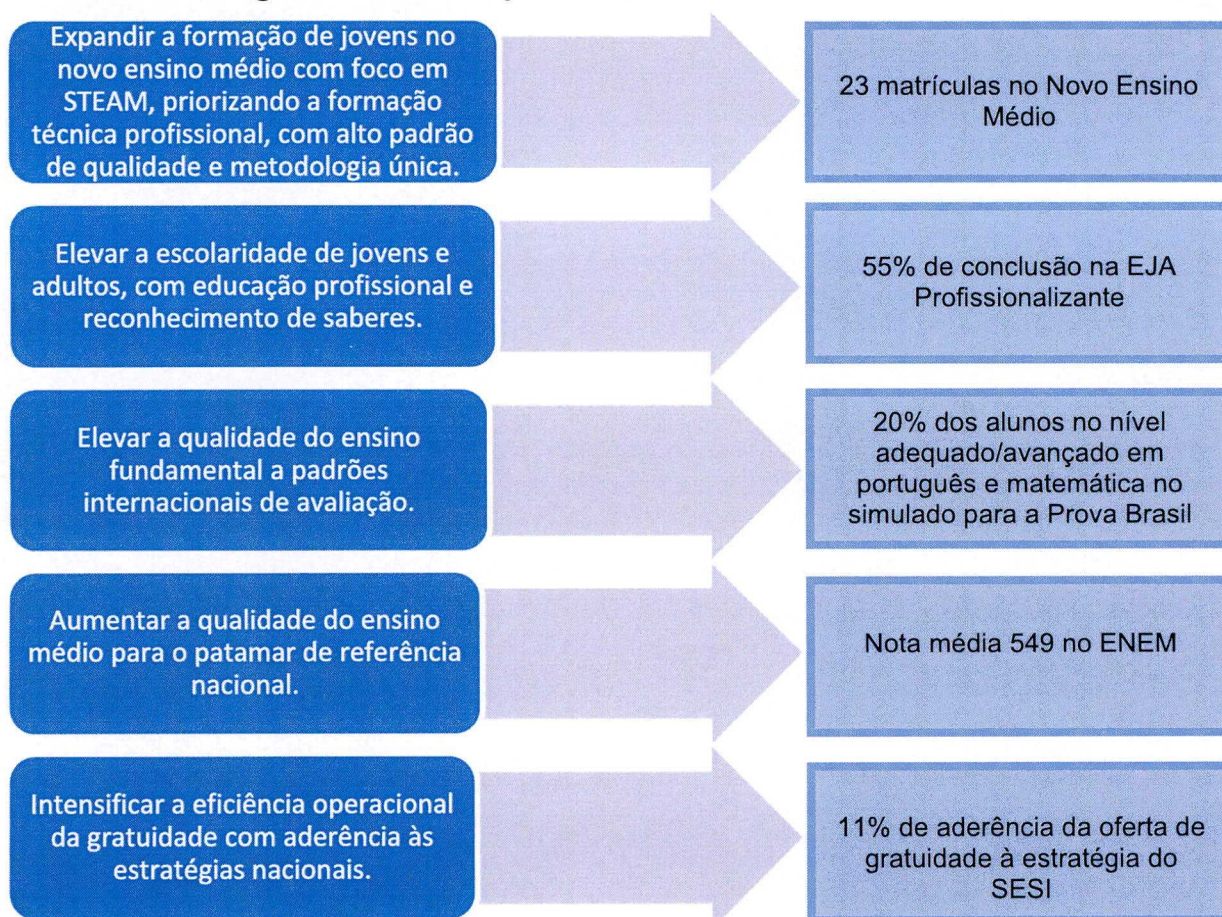 Expandir a formação de jovens no
novo ensino médio com foco em
STEAM, priorizando a formação
técnica profissional, com alto padrão
de qualidade e metodologia única.
23 matrículas no Novo Ensino
Médio
Elevar a escolaridade de jovens e
adultos, com educação profissional e
reconhecimento de saberes.
55% de conclusão na EJA
Profissionalizante
Elevar a qualidade do ensino
fundamental a padrões
internacionais de avaliação.
20% dos alunos no nível
adequado/avançado em
português e matemática no
simulado para a Prova Brasil
Aumentar a qualidade do ensino
médio para o patamar de referência
nacional.
Nota média 549 no ENEM
Intensificar a eficiência operacional
da gratuidade com aderência às
estratégias nacionais.
11% de aderência da oferta de
gratuidade à estratégia do
SESI